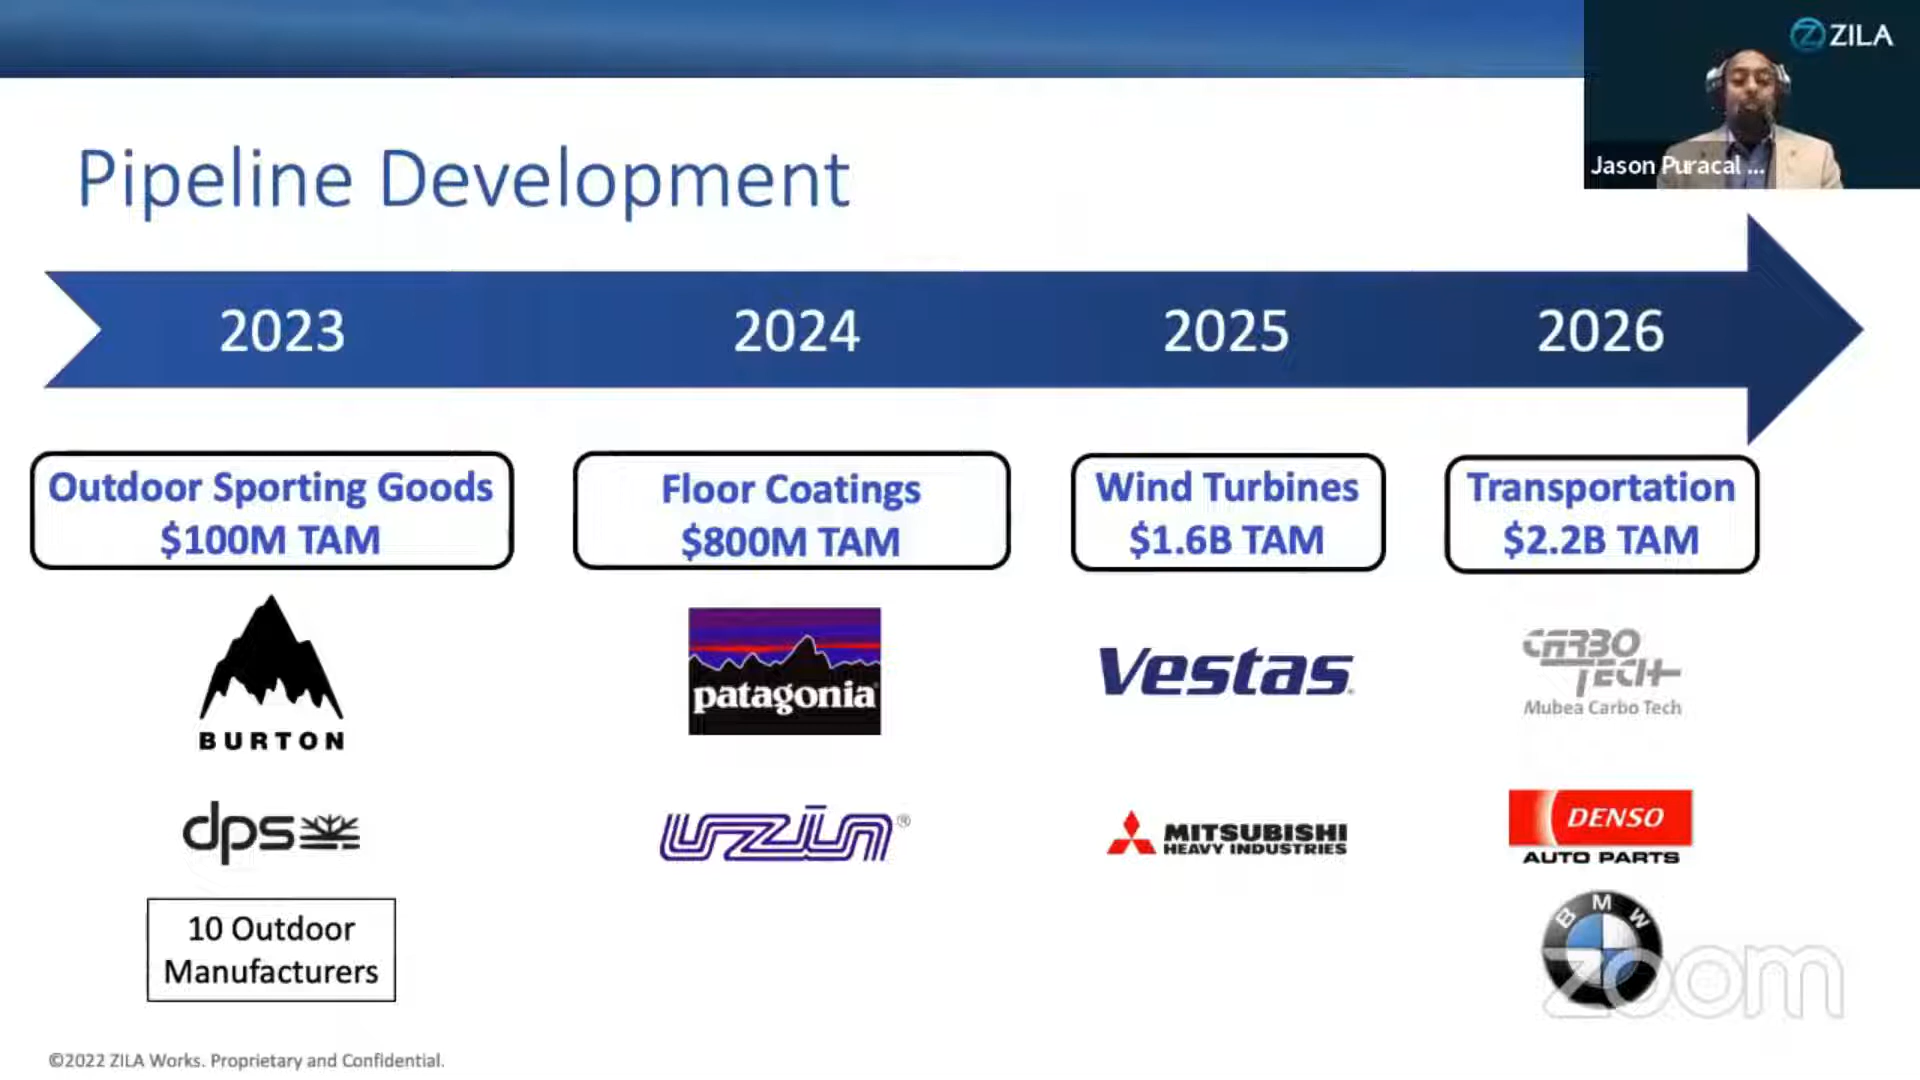 ZILA
Jason Puracal ...
Pipeline Development
2023
2024
2025
2026
Outdoor Sporting Goods
$100M TAM
Floor Coatings
$800M TAM
Wind Turbines
$1.6B TAM
Transportation
$2.2B TAM
BURTON
patagonia
Vestas
CARBO
TECH
Mubea Carbo Tech
dps
uzin®
MITSUBISHI
HEAVY INDUSTRIES
DENSO
AUTO PARTS
10 Outdoor
Manufacturers
BMW
zoom
©2022 ZILA Works. Proprietary and Confidential.